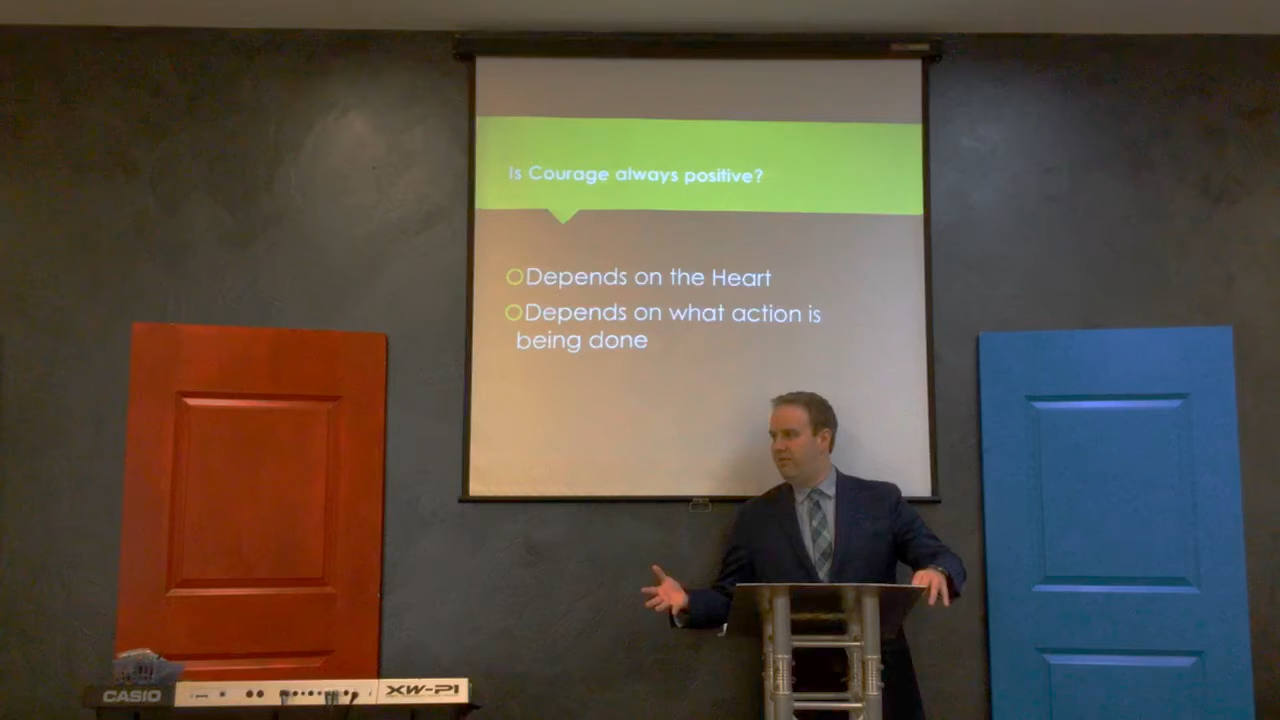 Is Courage always positive?
Depends on the Heart
Depends on what action is
being done
CASIO
XW-P1